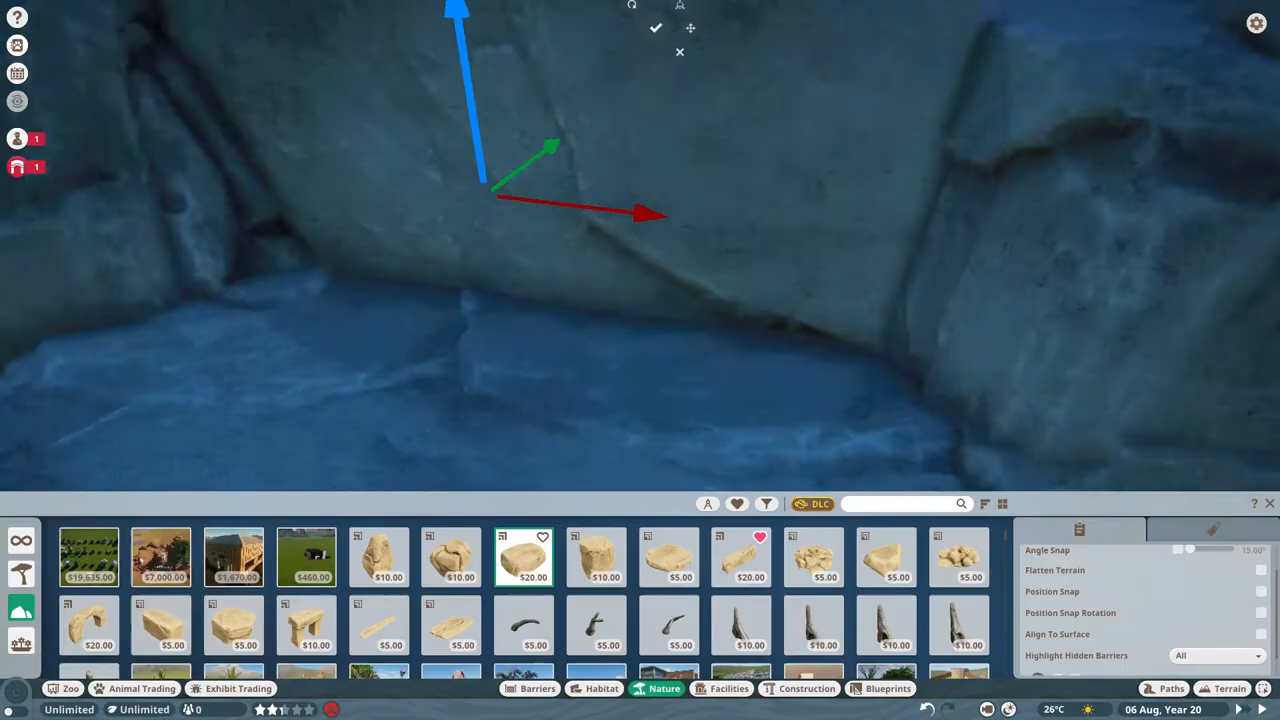 ?
1
1
DLC
?
$19,635.00
$7,000.00
$1,670.00
$460.00
$10.00
$10.00
$20.00
$10.00
$5.00
$20.00
$5.00
$5.00
$5.00
$20.00
$5.00
$5.00
$10.00
$5.00
$5.00
$5.00
$5.00
$5.00
$10.00
$10.00
$10.00
$10.00
Angle Snap
15.00°
Flatten Terrain
Position Snap
Position Snap Rotation
Align To Surface
Highlight Hidden Barriers
All
Zoo
Animal Trading
Exhibit Trading
Barriers
Habitat
Nature
Facilities
Construction
Blueprints
Paths
Terrain
Unlimited
Unlimited
0
26°C
06 Aug, Year 20